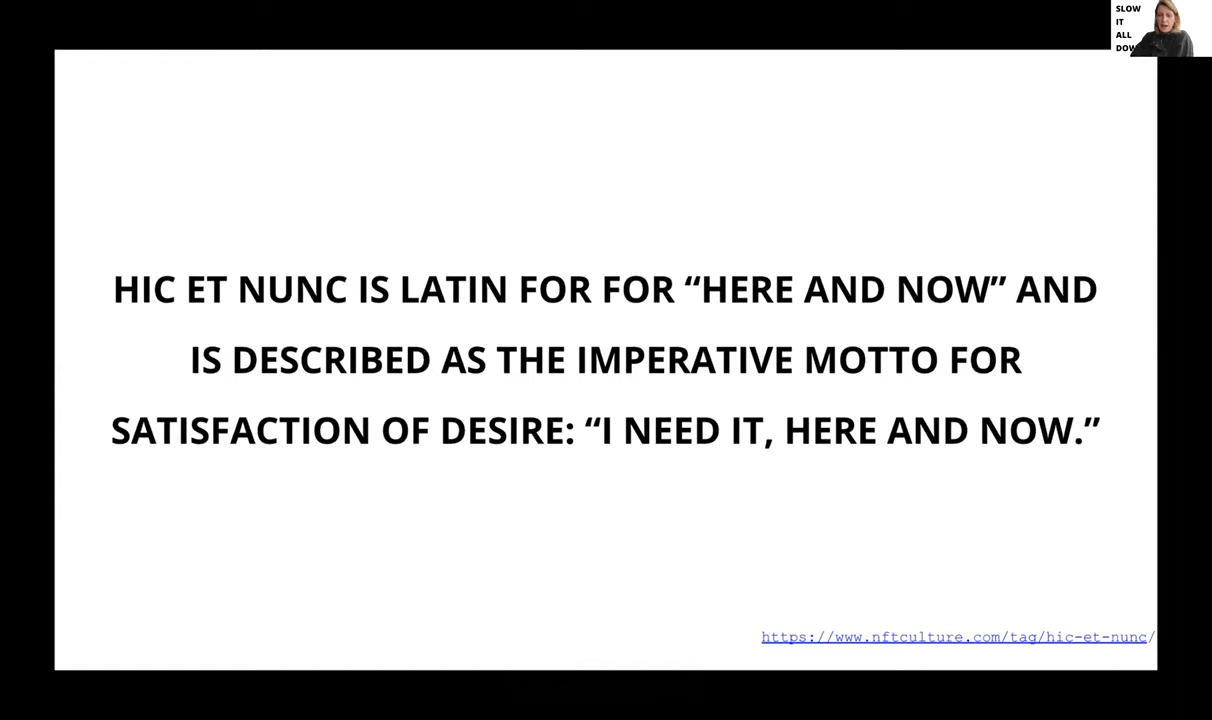 SLOW
IT
ALL
HIC ET NUNC IS LATIN FOR FOR “HERE AND NOW” AND
IS DESCRIBED AS THE IMPERATIVE MOTTO FOR
SATISFACTION OF DESIRE: “I NEED IT, HERE AND NOW.”
https://www.nftculture.com/tag/hic-et-nunc/